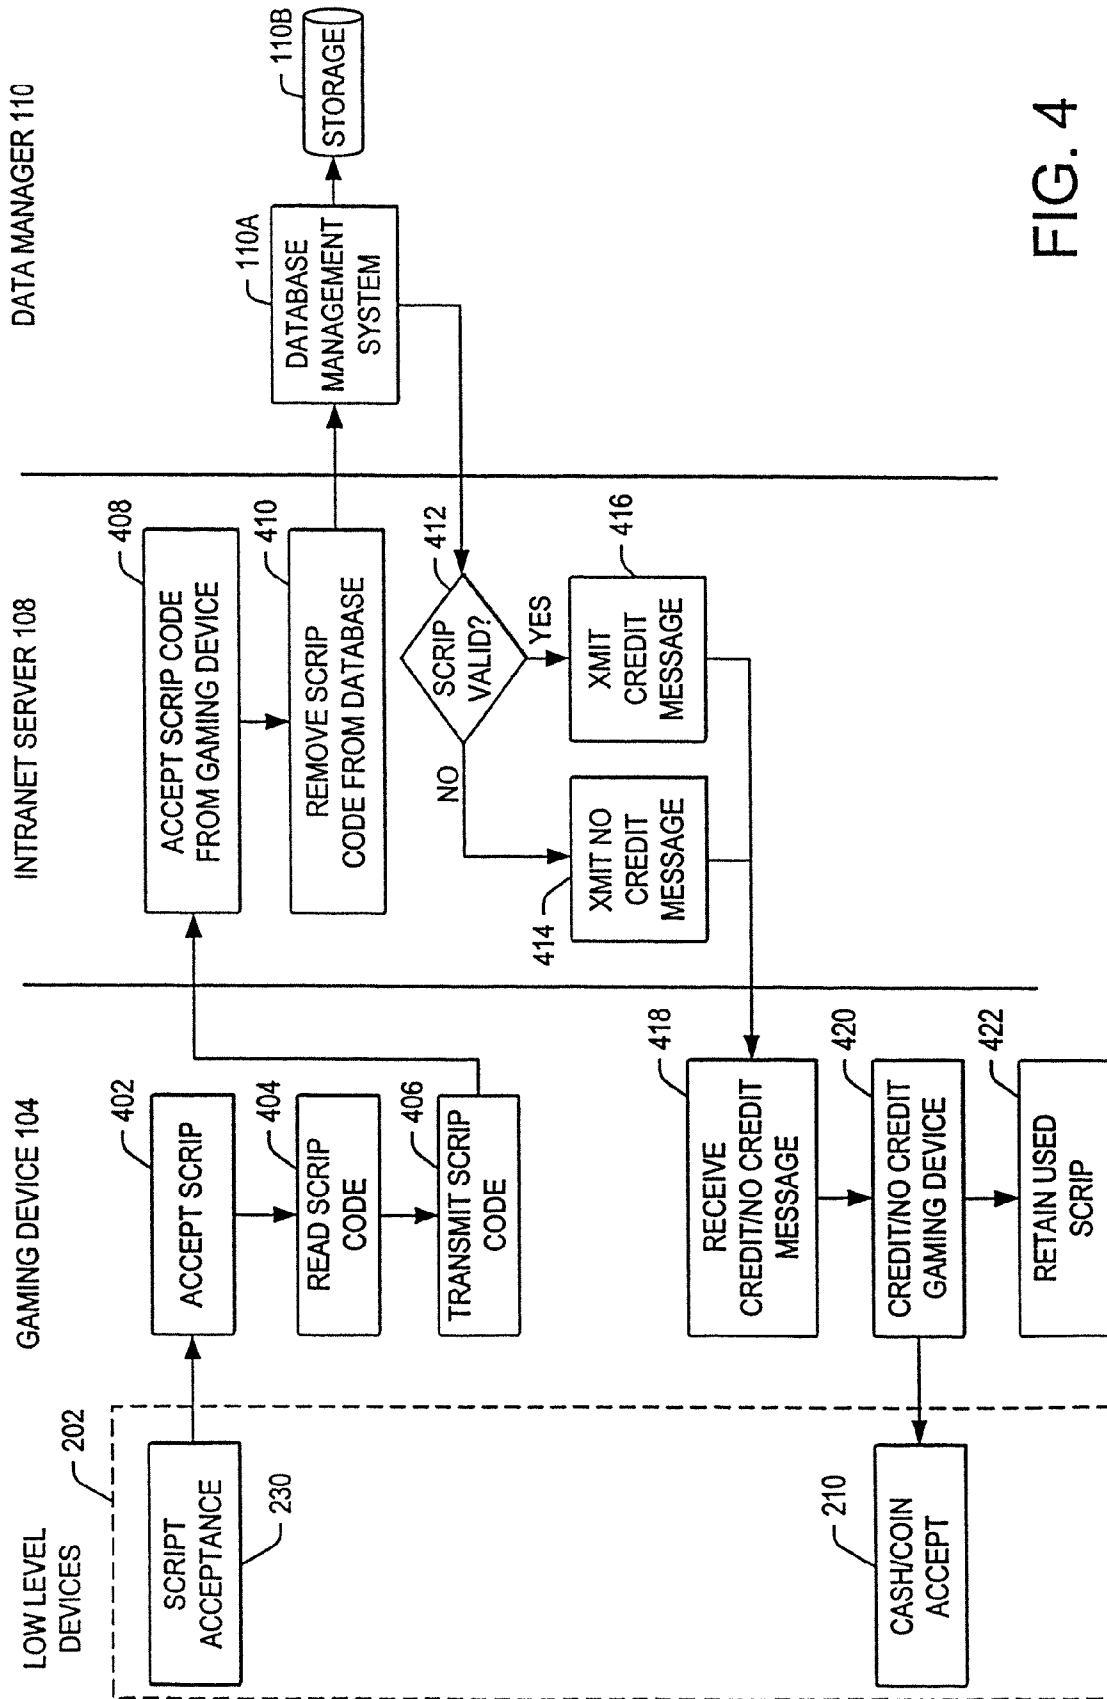 LOW LEVEL
DEVICES
GAMING DEVICE 104
INTRANET SERVER 108
DATA MANAGER 110
202
SCRIPT
ACCEPTANCE
230
402
ACCEPT SCRIP
404
READ SCRIP
CODE
406
TRANSMIT SCRIP
CODE
408
ACCEPT SCRIP CODE
FROM GAMING DEVICE
410
REMOVE SCRIP
CODE FROM DATABASE
110A
DATABASE
MANAGEMENT
SYSTEM
110B
STORAGE
412
SCRIP
VALID?
NO
YES
414
XMIT NO
CREDIT
MESSAGE
416
XMIT
CREDIT
MESSAGE
418
RECEIVE
CREDIT/NO CREDIT
MESSAGE
420
CREDIT/NO CREDIT
GAMING DEVICE
210
CASH/COIN
ACCEPT
422
RETAIN USED
SCRIP
FIG. 4